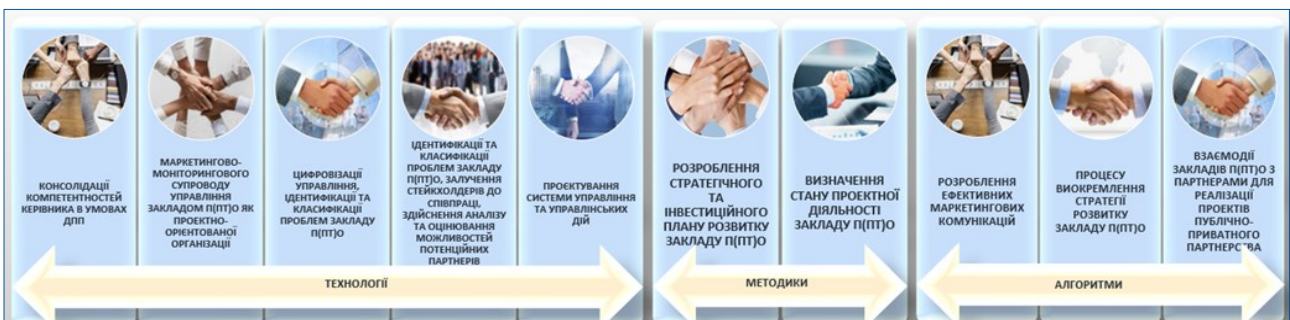 КОНСОЛІДАЦІЇ
КОМПЕТЕНТНОСТЕЙ
КЕРІВНИКА В УМОВАХ
ДПП
МАРКЕТИНГОВО-
МОНІТОРИНГОВОГО
СУПРОВОДУ
УПРАВЛІННЯ
ЗАКЛАДОМ П(ПТ)О ЯК
ПРОЕКТНО-
ОРІЄНТОВАНОЇ
ОРГАНІЗАЦІЇ
ЦИФРОВІЗАЦІЇ
УПРАВЛІННЯ,
ІДЕНТИФІКАЦІЇ ТА
КЛАСИФІКАЦІЇ
ПРОБЛЕМ ЗАКЛАДУ
П(ПТ)О
ІДЕНТИФІКАЦІЇ ТА
КЛАСИФІКАЦІЇ
ПРОБЛЕМ ЗАКЛАДУ
П(ПТ)О, ЗАЛУЧЕННЯ
СТЕЙКХОЛДЕРІВ ДО
СПІВПРАЦІ,
ЗДІЙСНЕННЯ АНАЛІЗУ
ТА ОЦІНЮВАННЯ
МОЖЛИВОСТЕЙ
ПОТЕНЦІЙНИХ
ПАРТНЕРІВ
ПРОЄКТУВАННЯ
СИСТЕМИ УПРАВЛІННЯ
ТА УПРАВЛІНСЬКИХ
ДІЙ
ТЕХНОЛОГІЇ
РОЗРОБЛЕННЯ
СТРАТЕГІЧНОГО
ТА
ІНВЕСТИЦІЙНОГО
ПЛАНУ РОЗВИТКУ
ЗАКЛАДУ П(ПТ)О
ВИЗНАЧЕННЯ
СТАНУ ПРОЕКТНОЇ
ДІЯЛЬНОСТІ
ЗАКЛАДУ П(ПТ)О
МЕТОДИКИ
РОЗРОБЛЕННЯ
ЕФЕКТИВНИХ
МАРКЕТИНГОВИХ
КОМУНІКАЦІЙ
ПРОЦЕСУ
ВИОКРЕМЛЕННЯ
СТРАТЕГІЇ
РОЗВИТКУ
ЗАКЛАДУ П(ПТ)О
ВЗАЄМОДІЇ
ЗАКЛАДІВ П(ПТ)О З
ПАРТНЕРАМИ ДЛЯ
РЕАЛІЗАЦІЇ
ПРОЕКТІВ
ПУБЛІЧНО-
ПРИВАТНОГО
ПАРТНЕРСТВА
АЛГОРИТМИ